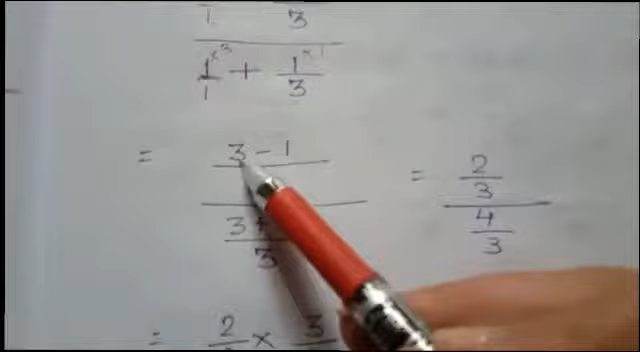 1 3
1/1 ×3 + 1/3 ×1
= 3 - 1 = 2/3
3 + 4/3
3
= 2 × 3